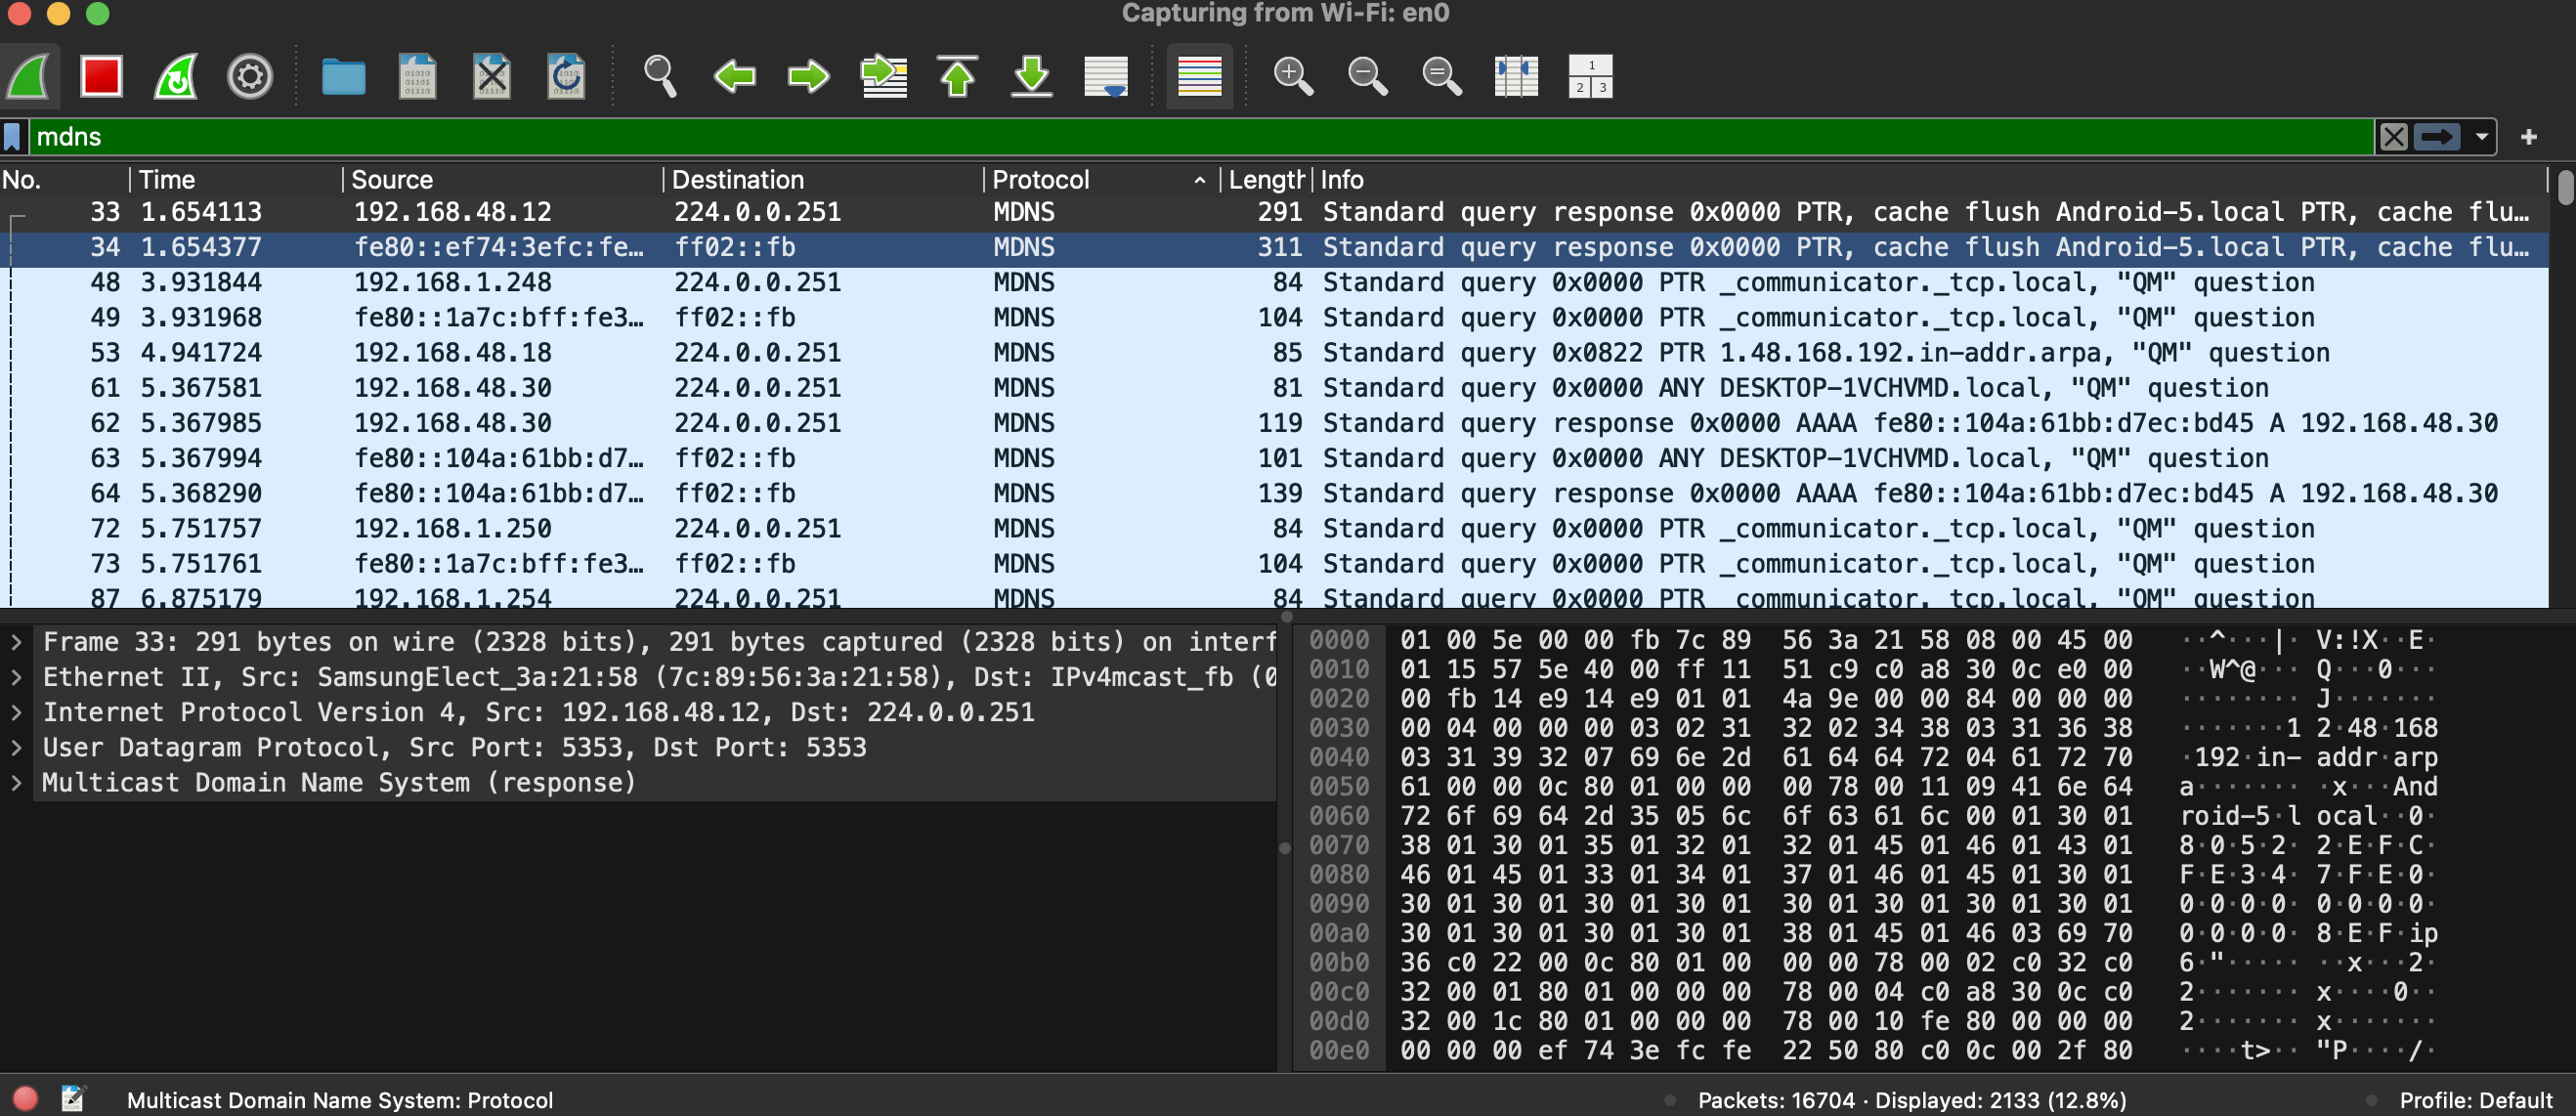 Capturing from Wi-Fi: en0
mdns
No. Time Source Destination Protocol Length Info
33 1.654113 192.168.48.12 224.0.0.251 MDNS 291 Standard query response 0x0000 PTR, cache flush Android-5.local PTR, cache flu…
34 1.654377 fe80::ef74:3efc:fe… ff02::fb MDNS 311 Standard query response 0x0000 PTR, cache flush Android-5.local PTR, cache flu…
48 3.931844 192.168.1.248 224.0.0.251 MDNS 84 Standard query 0x0000 PTR _communicator._tcp.local, "QM" question
49 3.931968 fe80::1a7c:bff:fe3… ff02::fb MDNS 104 Standard query 0x0000 PTR _communicator._tcp.local, "QM" question
53 4.941724 192.168.48.18 224.0.0.251 MDNS 85 Standard query 0x0822 PTR 1.48.168.192.in-addr.arpa, "QM" question
61 5.367581 192.168.48.30 224.0.0.251 MDNS 81 Standard query 0x0000 ANY DESKTOP-1VCHVMD.local, "QM" question
62 5.367985 192.168.48.30 224.0.0.251 MDNS 119 Standard query response 0x0000 AAAA fe80::104a:61bb:d7ec:bd45 A 192.168.48.30
63 5.367994 fe80::104a:61bb:d7… ff02::fb MDNS 101 Standard query 0x0000 ANY DESKTOP-1VCHVMD.local, "QM" question
64 5.368290 fe80::104a:61bb:d7… ff02::fb MDNS 139 Standard query response 0x0000 AAAA fe80::104a:61bb:d7ec:bd45 A 192.168.48.30
72 5.751757 192.168.1.250 224.0.0.251 MDNS 84 Standard query 0x0000 PTR _communicator._tcp.local, "QM" question
73 5.751761 fe80::1a7c:bff:fe3… ff02::fb MDNS 104 Standard query 0x0000 PTR _communicator._tcp.local, "QM" question
87 6.875179 192.168.1.254 224.0.0.251 MDNS 84 Standard query 0x0000 PTR _communicator._tcp.local, "QM" question
Frame 33: 291 bytes on wire (2328 bits), 291 bytes captured (2328 bits) on interf
Ethernet II, Src: SamsungElect_3a:21:58 (7c:89:56:3a:21:58), Dst: IPv4mcast_fb (0
Internet Protocol Version 4, Src: 192.168.48.12, Dst: 224.0.0.251
User Datagram Protocol, Src Port: 5353, Dst Port: 5353
Multicast Domain Name System (response)
0000 01 00 5e 00 00 fb 7c 89 56 3a 21 58 08 00 45 00 ··^···|· V:!X··E·
0010 01 15 57 5e 40 00 ff 11 51 c9 c0 a8 30 0c e0 00 ··W^@··· Q···0···
0020 00 fb 14 e9 14 e9 01 01 4a 9e 00 00 84 00 00 00 ········ J·······
0030 00 04 00 00 00 03 02 31 32 02 34 38 03 31 36 38 ·······1 2·48·168
0040 03 31 39 32 07 69 6e 2d 61 64 64 72 04 61 72 70 ·192·in- addr·arp
0050 61 00 00 0c 80 01 00 00 00 78 00 11 09 41 6e 64 a······· ·x···And
0060 72 6f 69 64 2d 35 05 6c 6f 63 61 6c 00 01 30 01 roid-5·l ocal··0·
0070 38 01 30 01 35 01 32 01 32 01 45 01 46 01 43 01 8·0·5·2· 2·E·F·C·
0080 46 01 45 01 33 01 34 01 37 01 46 01 45 01 30 01 F·E·3·4· 7·F·E·0·
0090 30 01 30 01 30 01 30 01 30 01 30 01 30 01 30 01 0·0·0·0· 0·0·0·0·
00a0 30 01 30 01 30 01 30 01 38 01 45 01 46 03 69 70 0·0·0·0· 8·E·F·ip
00b0 36 c0 22 00 0c 80 01 00 00 00 78 00 02 c0 32 c0 6·"····· ··x···2·
00c0 32 00 01 80 01 00 00 00 78 00 04 c0 a8 30 0c c0 2······· x····0··
00d0 32 00 1c 80 01 00 00 00 78 00 10 fe 80 00 00 00 2······· x·······
00e0 00 00 00 ef 74 3e fc fe 22 50 80 c0 0c 00 2f 80 ····t>·· "P····/·
Multicast Domain Name System: Protocol
Packets: 16704 · Displayed: 2133 (12.8%)
Profile: Default